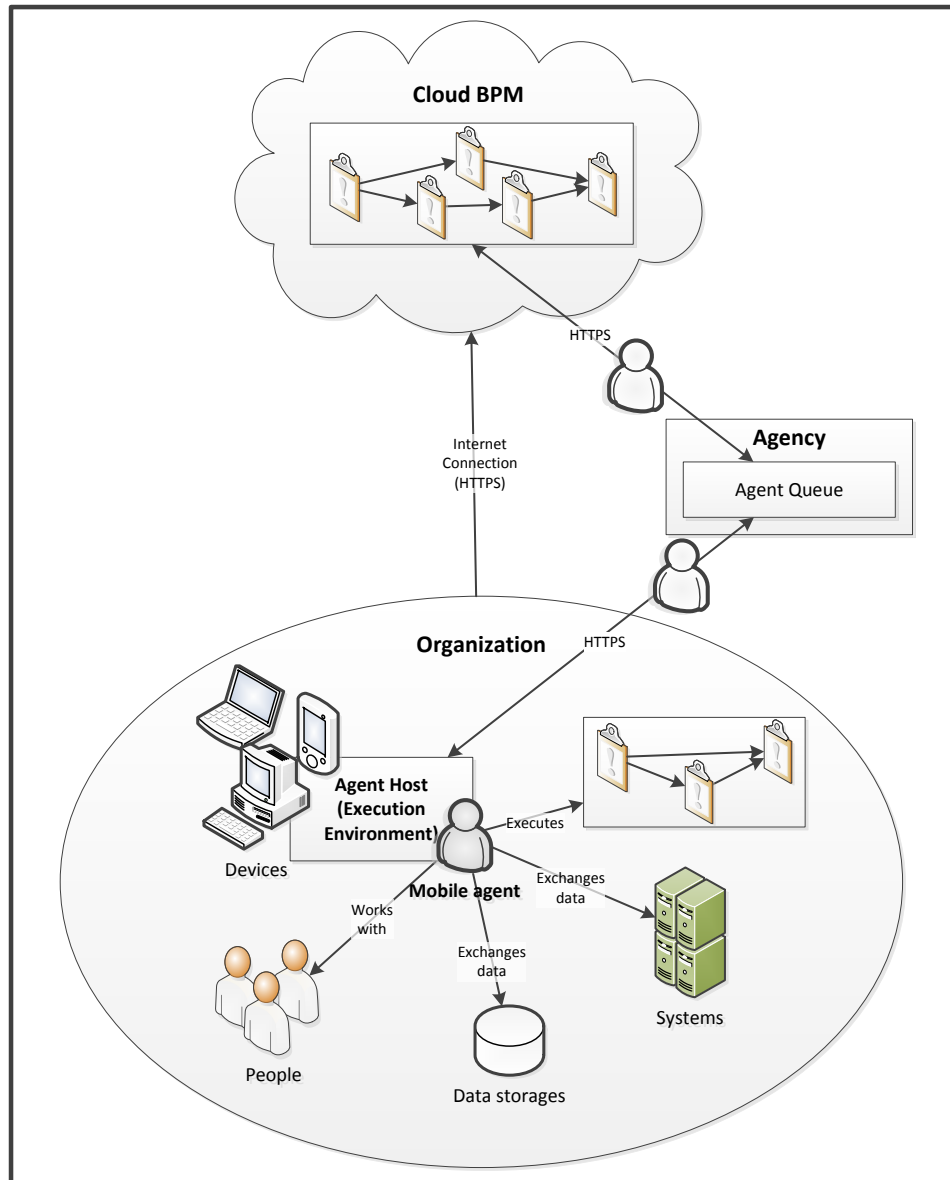 Cloud BPM
HTTPS
Agency
Agent Queue
Internet
Connection
(HTTPS)
HTTPS
Organization
Agent Host
(Execution
Environment)
Devices
Mobile agent
Executes
Exchanges
data
Works
with
Exchanges
data
Systems
People
Data storages